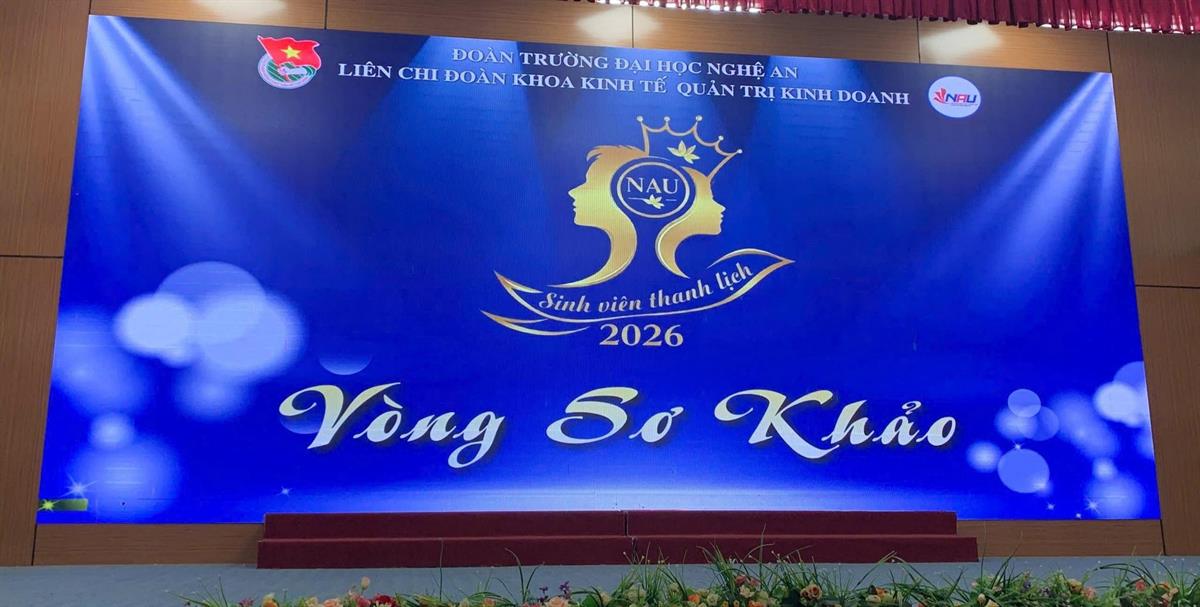 ĐOÀN TRƯỜNG ĐẠI HỌC NGHỆ AN
LIÊN CHI ĐOÀN KHOA KINH TẾ QUẢN TRỊ KINH DOANH
NAU
NAU
Sinh viên thanh lịch
2026
Vòng Sơ Khảo